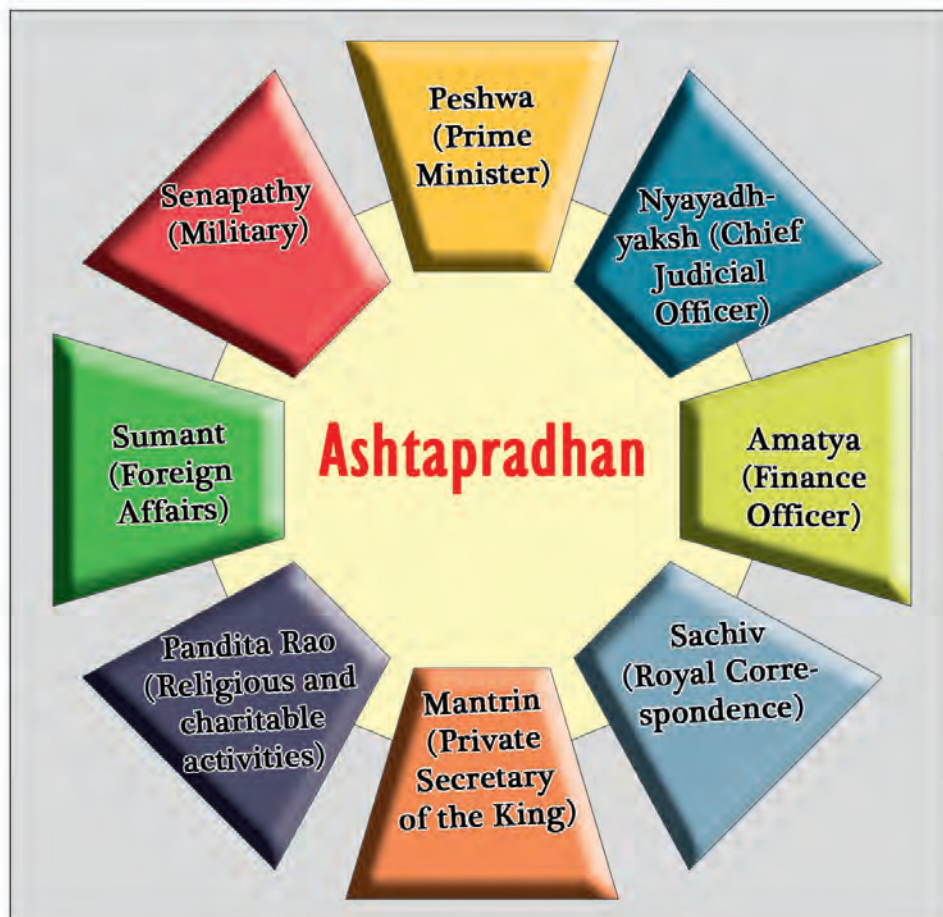 Peshwa
(Prime
Minister)
Nyayadh-
yaksh (Chief
Judicial
Officer)
Amatya
(Finance
Officer)
Sachiv
(Royal Corre-
spondence)
Mantrin
(Private
Secretary
of the King)
Pandita Rao
(Religious and
charitable
activities)
Sumant
(Foreign
Affairs)
Senapathy
(Military)
Ashtapradhan